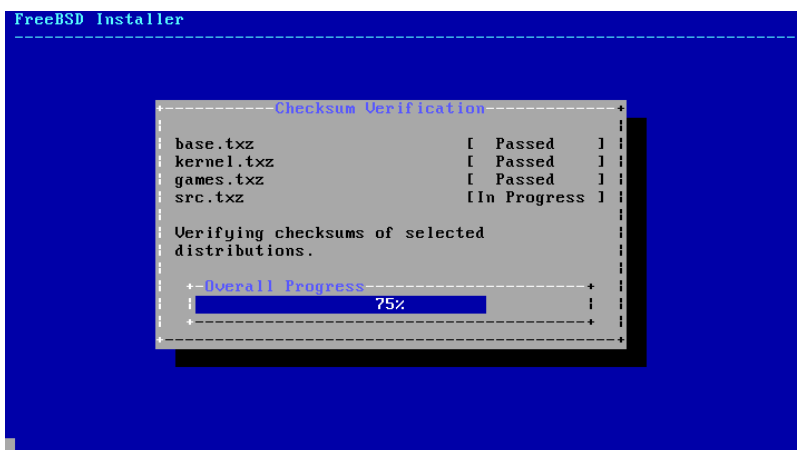 FreeBSD Installer
Checksum Verification
base.txz [ Passed ]
kernel.txz [ Passed ]
games.txz [ Passed ]
src.txz [In Progress ]
Verifying checksums of selected
distributions.
Overall Progress
75%